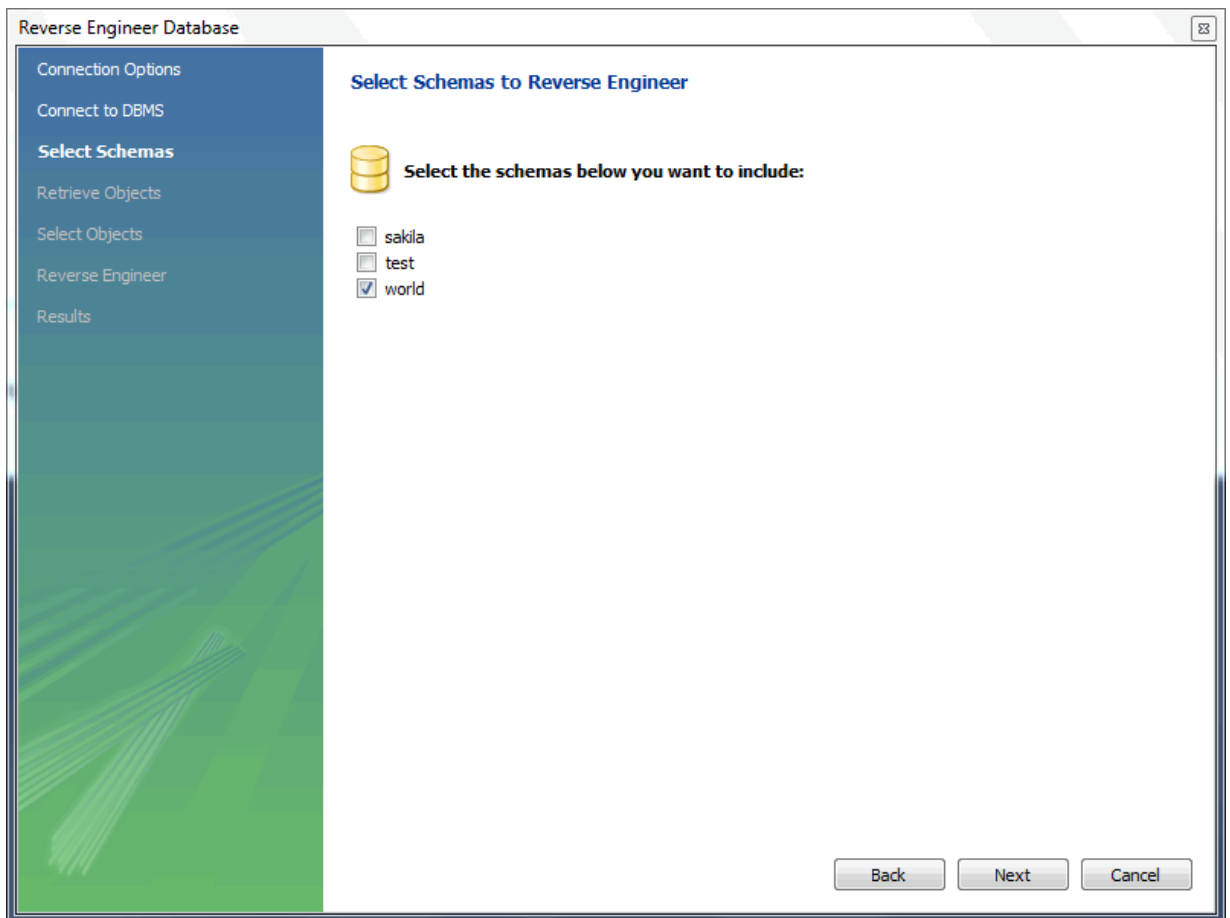 Reverse Engineer Database
Connection Options
Connect to DBMS
Select Schemas
Retrieve Objects
Select Objects
Reverse Engineer
Results
Select Schemas to Reverse Engineer
Select the schemas below you want to include:
sakila
test
world
Back Next Cancel